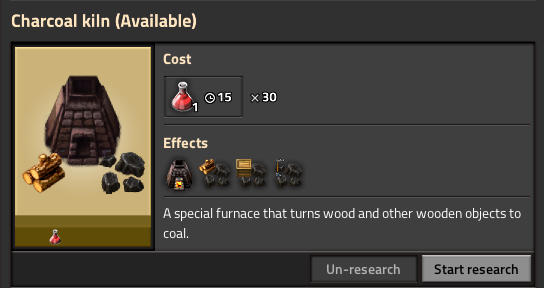 Charcoal kiln (Available)
Cost
1
15
× 30
Effects
A special furnace that turns wood and other wooden objects to
coal.
Un-research
Start research